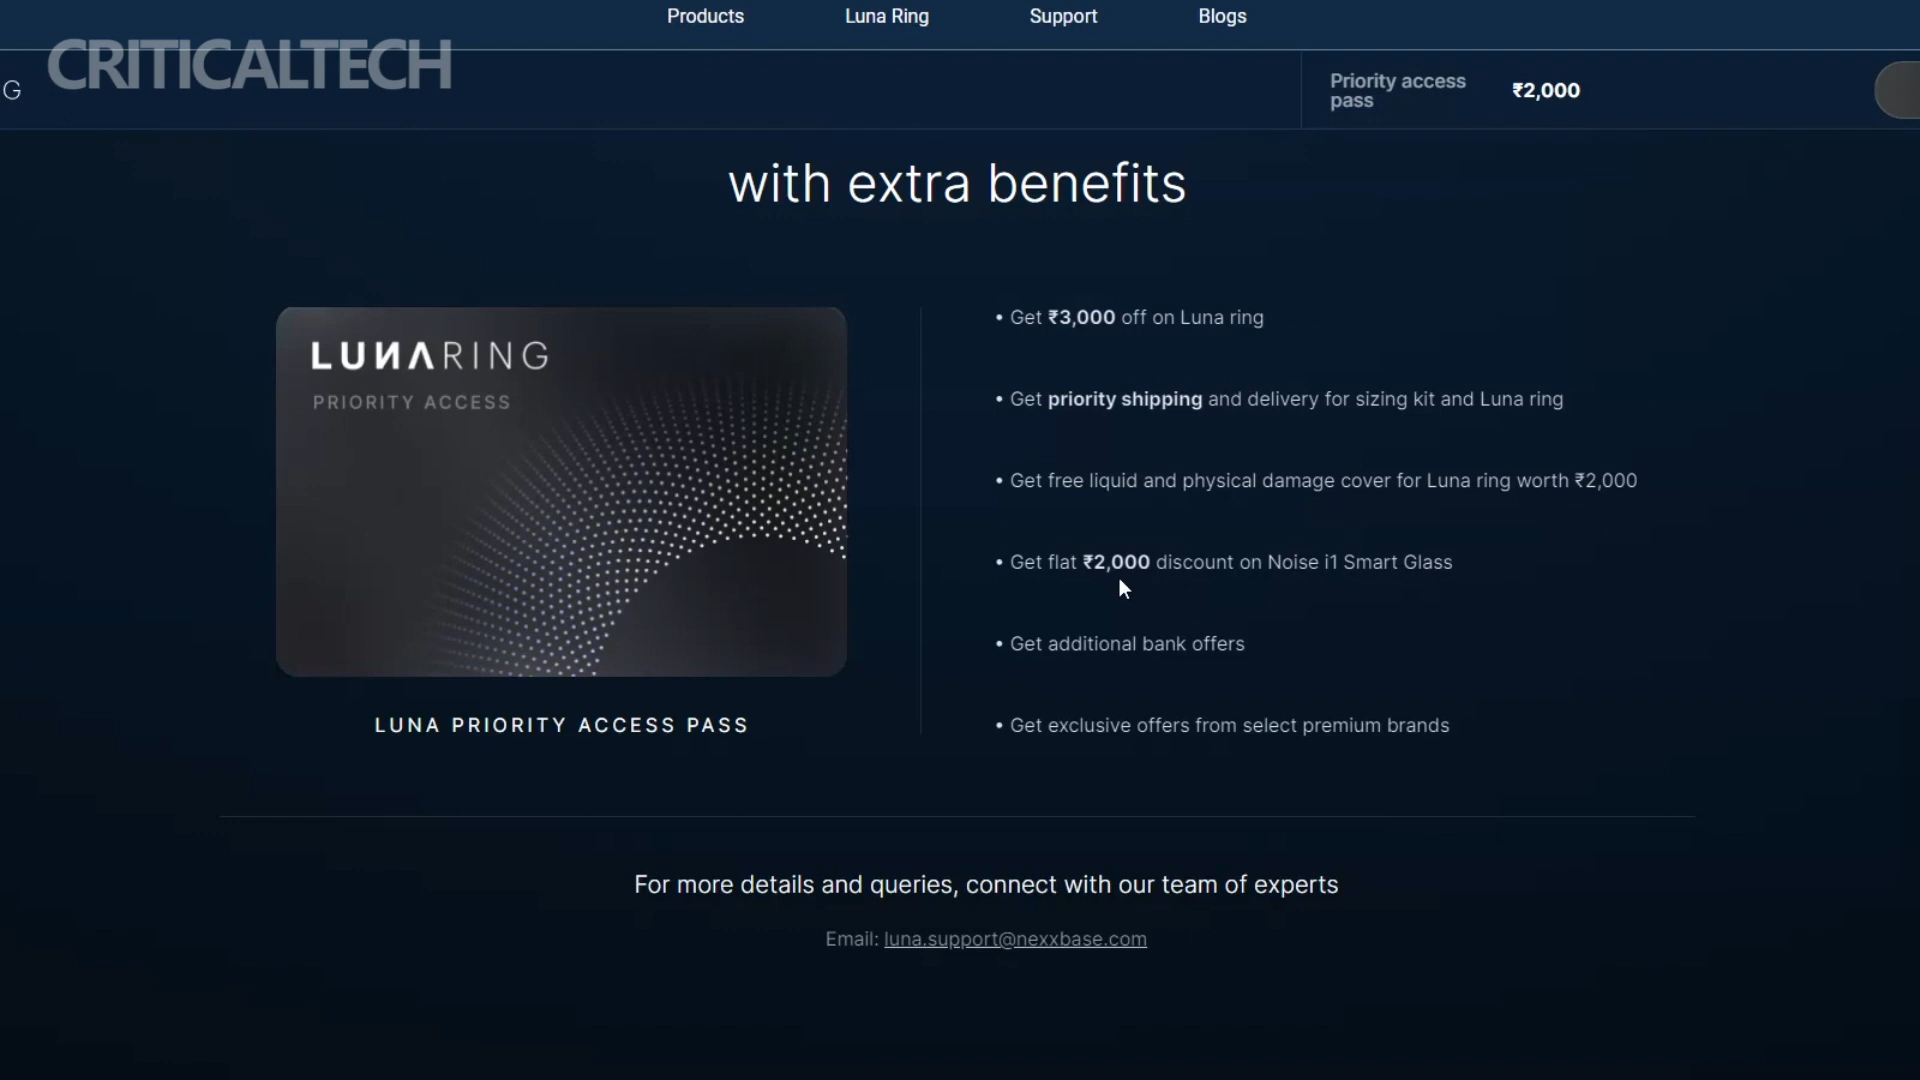 Products Luna Ring Support Blogs
CRITICALTECH
G
Priority access
pass
₹2,000
with extra benefits
LUNARING
PRIORITY ACCESS
LUNA PRIORITY ACCESS PASS
• Get ₹3,000 off on Luna ring
• Get priority shipping and delivery for sizing kit and Luna ring
• Get free liquid and physical damage cover for Luna ring worth ₹2,000
• Get flat ₹2,000 discount on Noise i1 Smart Glass
• Get additional bank offers
• Get exclusive offers from select premium brands
For more details and queries, connect with our team of experts
Email: luna.support@nexxbase.com